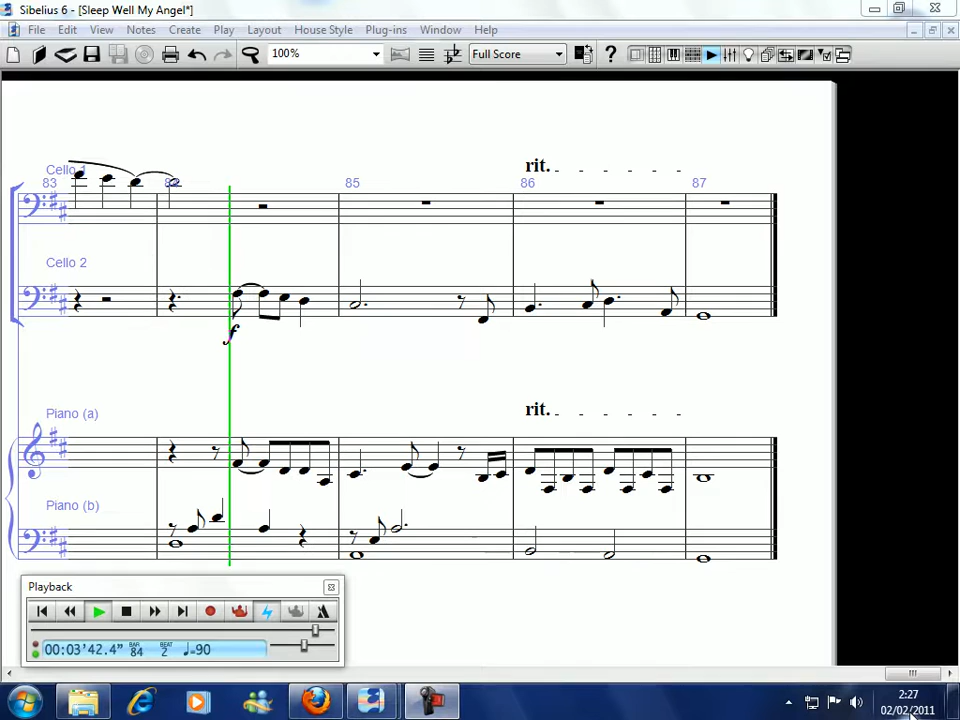 Sibelius 6 - [Sleep Well My Angel*]
File Edit View Notes Create Play Layout House Style Plug-ins Window Help
100% Full Score
rit.
Cello 1
83 85 86 87
Cello 2
f
rit.
Piano (a)
Piano (b)
Playback
00:03'42.4" BAR 84 BEAT 2 ♩=90
2:27
02/02/2011